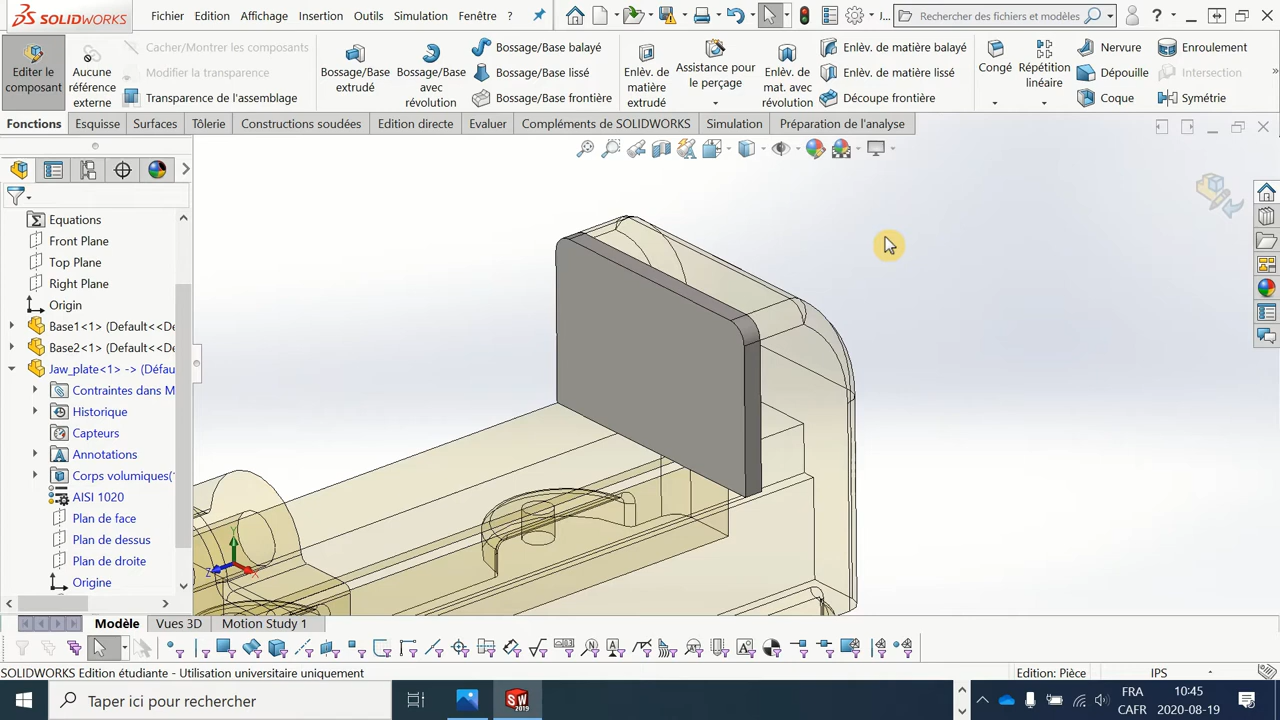 SOLIDWORKS
Fichier
Edition
Affichage
Insertion
Outils
Simulation
Fenêtre
J...
Rechercher des fichiers et modèles
?
Editer le
composant
Aucune
référence
externe
Cacher/Montrer les composants
Modifier la transparence
Transparence de l'assemblage
Bossage/Base
extrudé
Bossage/Base
avec
révolution
Bossage/Base balayé
Bossage/Base lissé
Bossage/Base frontière
Enlèv. de
matière
extrudé
Assistance pour
le perçage
Enlèv. de
mat. avec
révolution
Enlèv. de matière balayé
Enlèv. de matière lissé
Découpe frontière
Congé
Répétition
linéaire
Nervure
Dépouille
Coque
Enroulement
Intersection
Symétrie
Fonctions
Esquisse
Surfaces
Tôlerie
Constructions soudées
Edition directe
Evaluer
Compléments de SOLIDWORKS
Simulation
Préparation de l'analyse
Equations
Front Plane
Top Plane
Right Plane
Origin
Base1<1> (Default<<De
Base2<1> (Default<<De
Jaw_plate<1> -> (Défau
Contraintes dans M
Historique
Capteurs
Annotations
Corps volumiques(
AISI 1020
Plan de face
Plan de dessus
Plan de droite
Origine
Y
Z
X
Modèle
Vues 3D
Motion Study 1
SOLIDWORKS Edition étudiante - Utilisation universitaire uniquement
Edition: Pièce
IPS
Taper ici pour rechercher
SW
2019
FRA
CAFR
10:45
2020-08-19